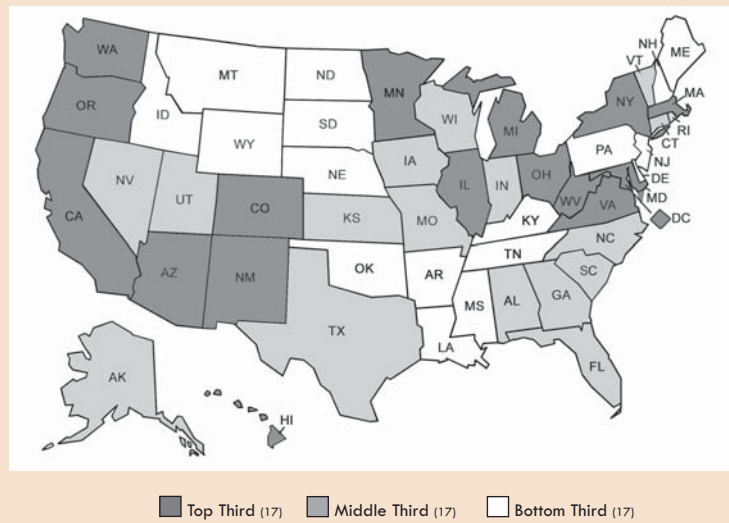 WA
MT
ND
MN
VT
NH
ME
OR
ID
SD
WI
NY
MA
WY
MI
RI
CT
NV
UT
NE
IA
PA
NJ
CA
CO
KS
MO
IL
IN
OH
WV
VA
DE
MD
DC
KY
NC
AZ
NM
OK
AR
TN
SC
TX
MS
AL
GA
LA
FL
AK
HI
Top Third (17) Middle Third (17) Bottom Third (17)